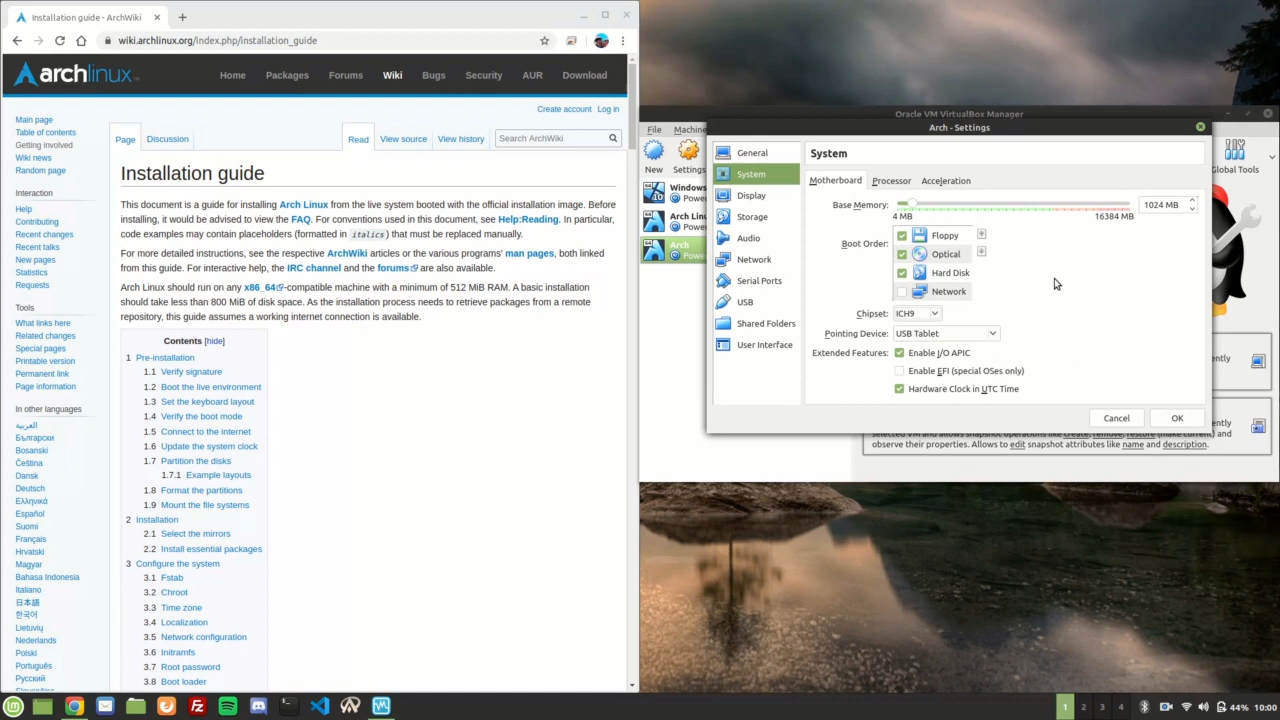 Installation guide - ArchWiki
wiki.archlinux.org/index.php/installation_guide
archlinux
Home Packages Forums Wiki Bugs Security AUR Download
Create account Log in
Main page
Table of contents
Getting involved
Wiki news
Random page
Interaction
Help
Contributing
Recent changes
Recent talks
New pages
Statistics
Requests
Tools
What links here
Related changes
Special pages
Printable version
Permanent link
Page information
In other languages
العربية
Български
Bosanski
Čeština
Dansk
Deutsch
Ελληνικά
Español
Suomi
Français
Hrvatski
Magyar
Bahasa Indonesia
Italiano
日本語
한국어
Lietuvių
Nederlands
Polski
Português
Русский
Page Discussion Read View source View history Search ArchWiki
Installation guide
This document is a guide for installing Arch Linux from the live system booted with the official installation image. Before
installing, it would be advised to view the FAQ. For conventions used in this document, see Help:Reading. In particular,
code examples may contain placeholders (formatted in italics) that must be replaced manually.
For more detailed instructions, see the respective ArchWiki articles or the various programs' man pages, both linked
from this guide. For interactive help, the IRC channel and the forums are also available.
Arch Linux should run on any x86_64-compatible machine with a minimum of 512 MiB RAM. A basic installation
should take less than 800 MiB of disk space. As the installation process needs to retrieve packages from a remote
repository, this guide assumes a working internet connection is available.
Contents [hide]
1 Pre-installation
1.1 Verify signature
1.2 Boot the live environment
1.3 Set the keyboard layout
1.4 Verify the boot mode
1.5 Connect to the internet
1.6 Update the system clock
1.7 Partition the disks
1.7.1 Example layouts
1.8 Format the partitions
1.9 Mount the file systems
2 Installation
2.1 Select the mirrors
2.2 Install essential packages
3 Configure the system
3.1 Fstab
3.2 Chroot
3.3 Time zone
3.4 Localization
3.5 Network configuration
3.6 Initramfs
3.7 Root password
3.8 Boot loader
Oracle VM VirtualBox Manager
File Machine
New Settings
Global Tools
Windows
Power
Arch Linu
Power
Arch
Power
Arch - Settings
General
System
Display
Storage
Audio
Network
Serial Ports
USB
Shared Folders
User Interface
System
Motherboard Processor Acceleration
Base Memory: 1024 MB
4 MB 16384 MB
Boot Order: Floppy
Optical
Hard Disk
Network
Chipset: ICH9
Pointing Device: USB Tablet
Extended Features: Enable I/O APIC
Enable EFI (special OSes only)
Hardware Clock in UTC Time
Cancel OK
ently
ently
selected VM and allows snapshot operations like create, remove, restore (make current) and
observe their properties. Allows to edit snapshot attributes like name and description.
1 2 3 4 44% 10:00